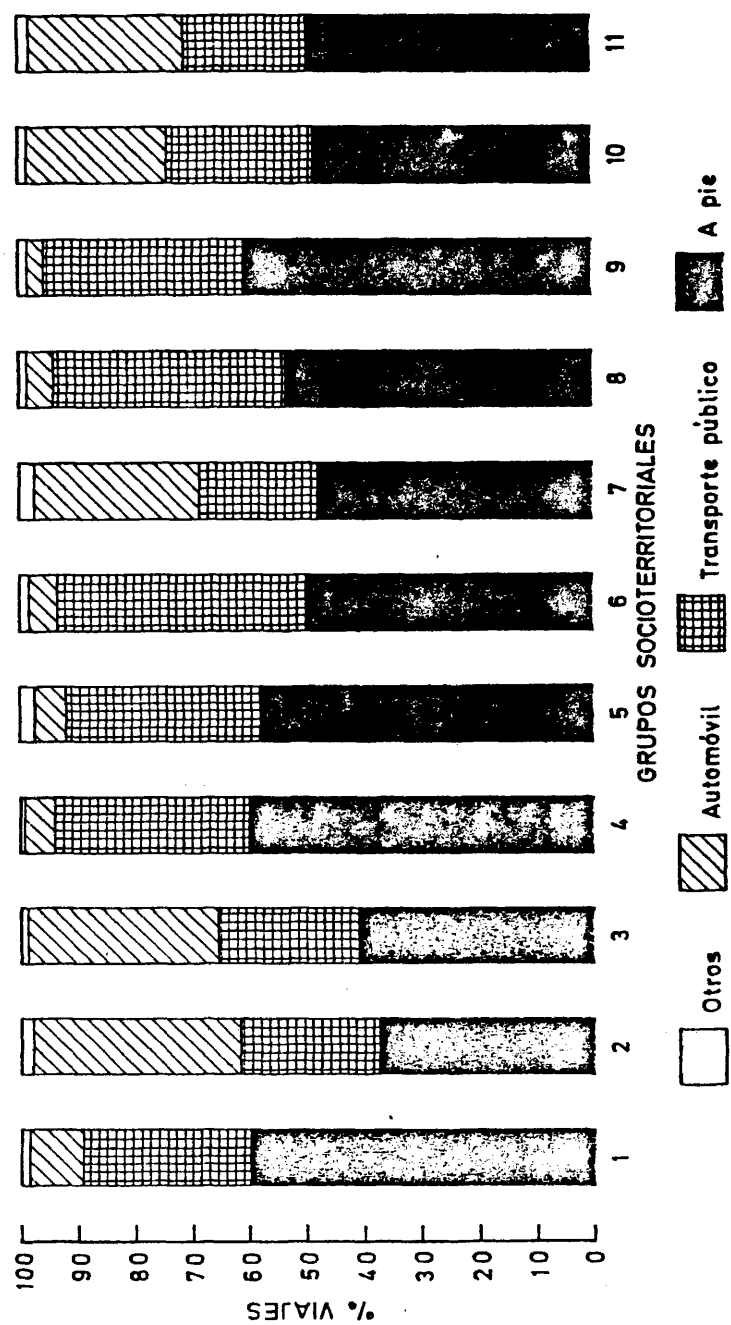 % VIAJES
100
90
80
70
60
50
40
30
20
10
0
1 2 3 4 5 6 7 8 9 10 11
GRUPOS SOCIOTERRITORIALES
Otros Automóvil Transporte público A pie